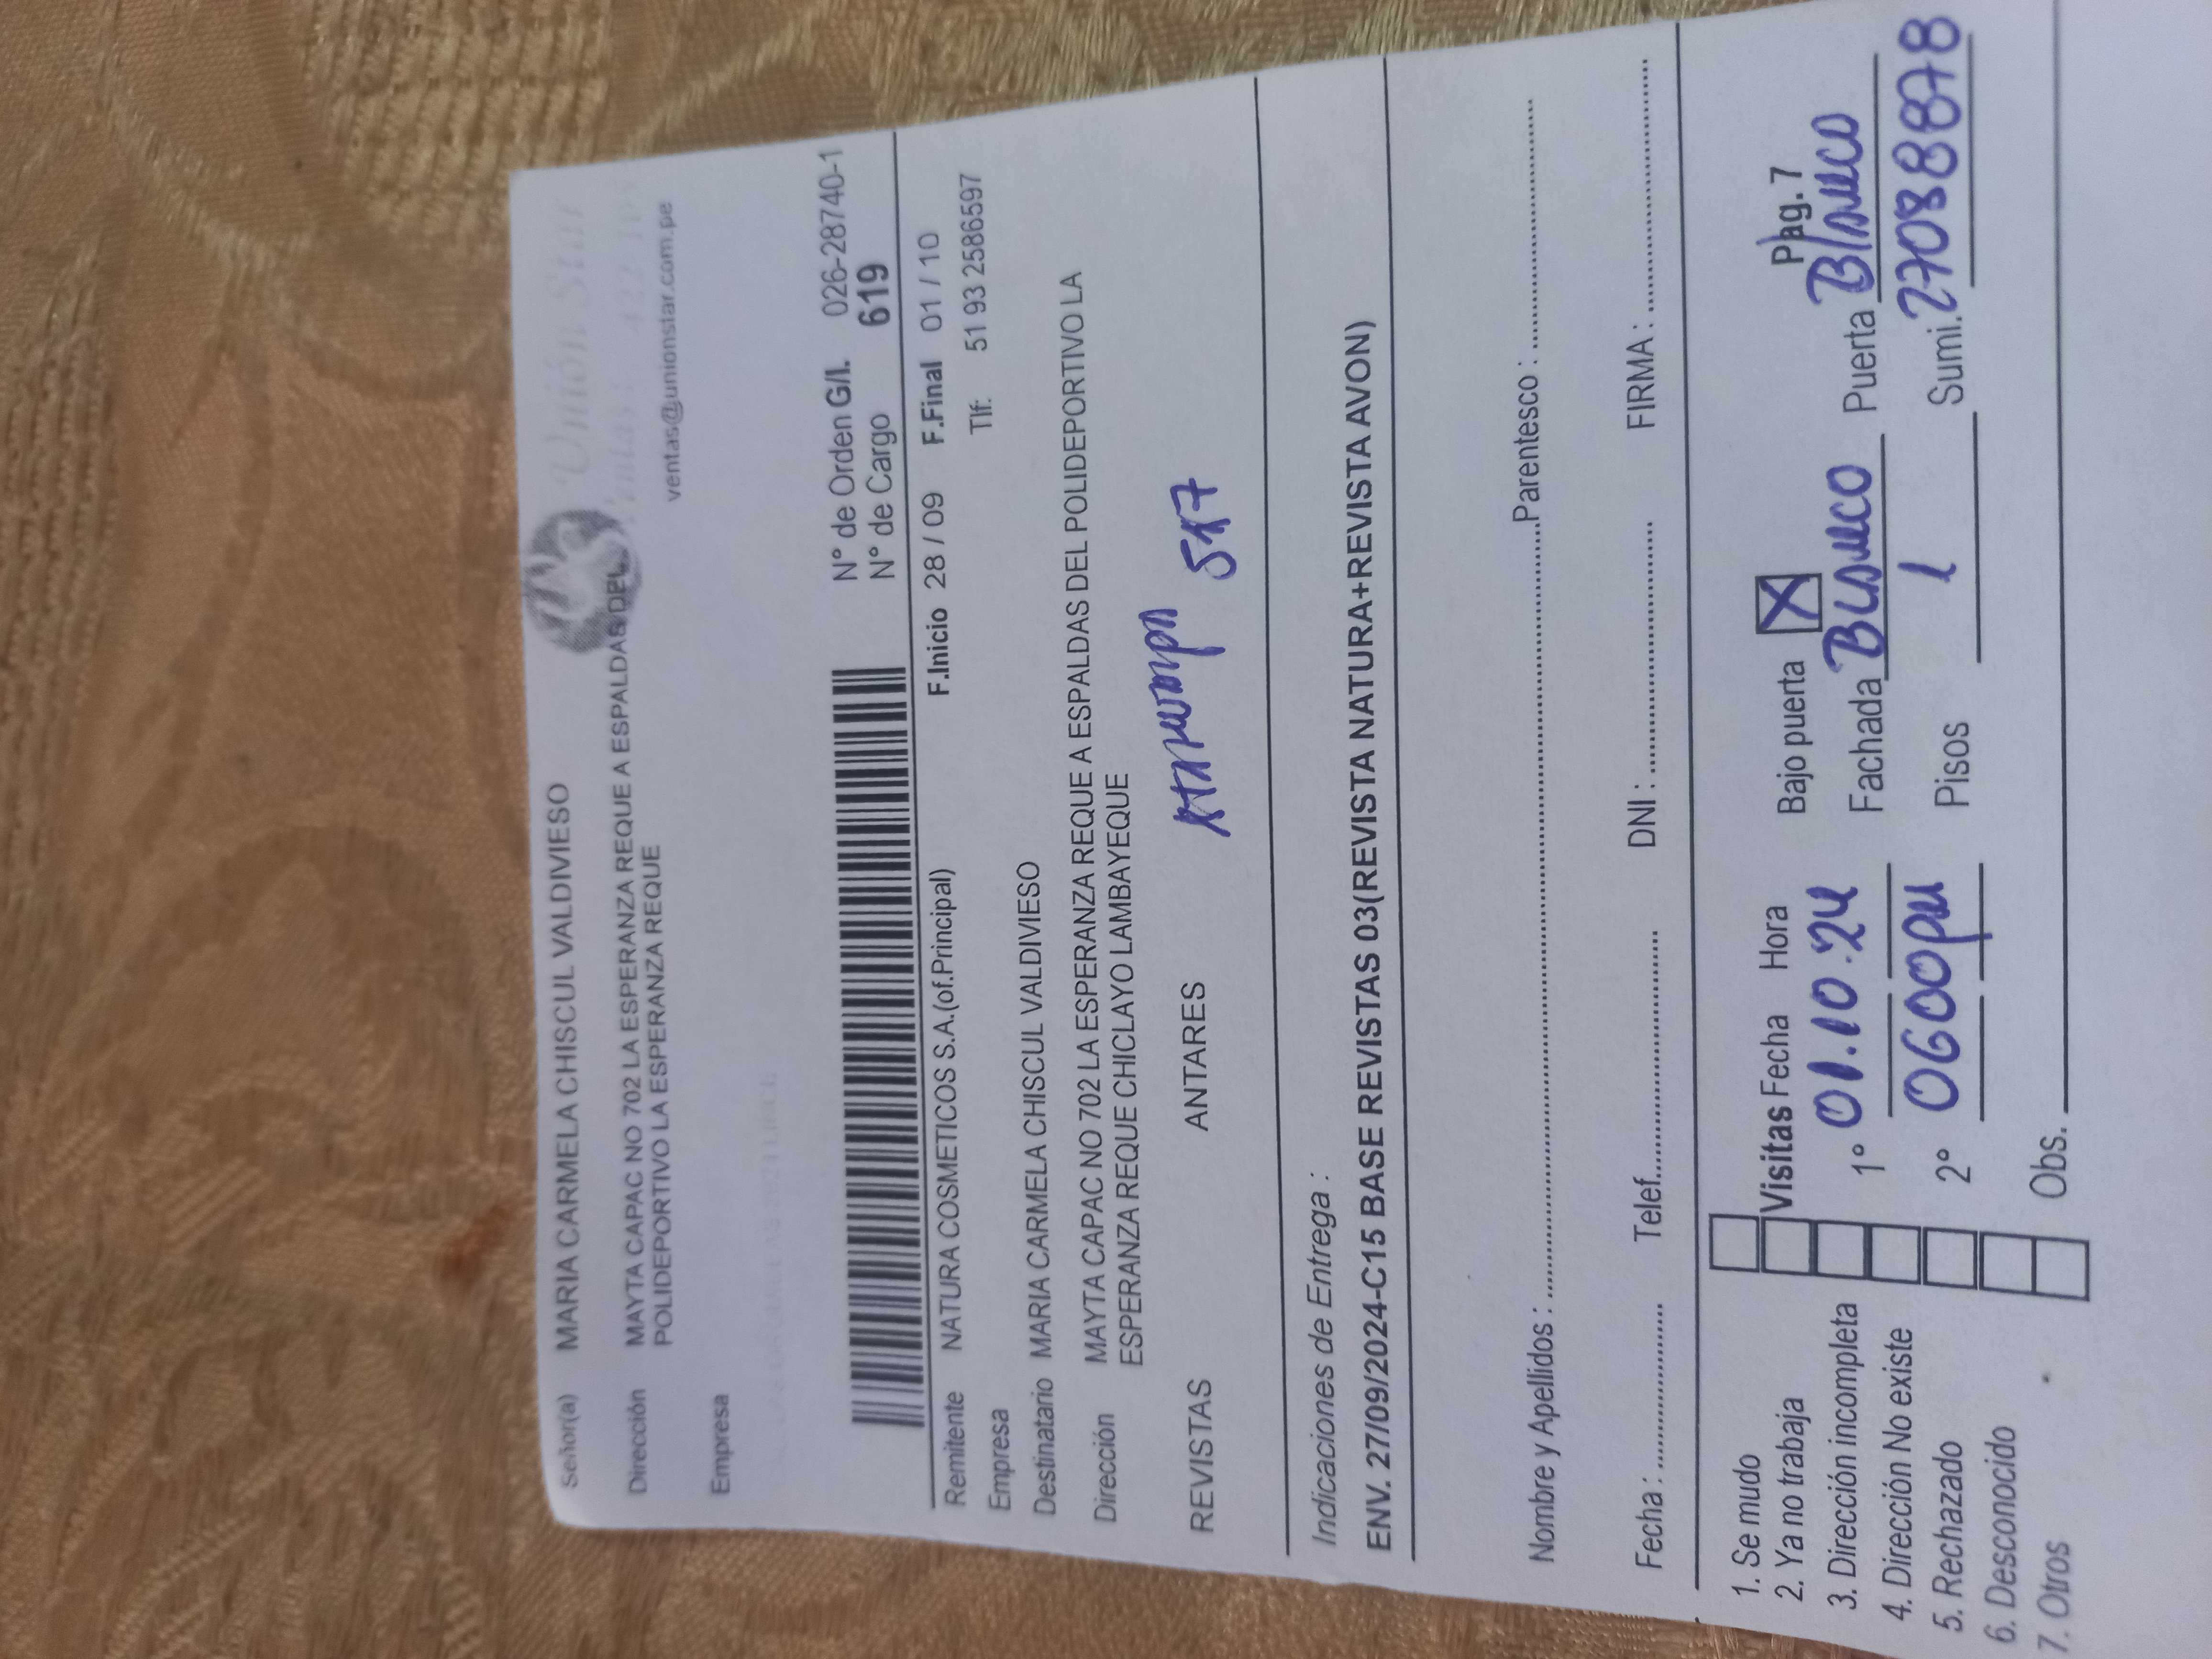 Señor(a) MARIA CARMELA CHISCUL VALDIVIESO
Unión Star
Dirección MAYTA CAPAC NO 702 LA ESPERANZA REQUE A ESPALDAS DEL
POLIDEPORTIVO LA ESPERANZA REQUE
ventas@unionstar.com.pe
Empresa
N° de Orden G/I. 026-28740-1
N° de Cargo 619
Remitente NATURA COSMETICOS S.A.(of.Principal) F.Inicio 28 / 09 F.Final 01 / 10
Empresa Tlf: 51 93 2586597
Destinatario MARIA CARMELA CHISCUL VALDIVIESO
Dirección MAYTA CAPAC NO 702 LA ESPERANZA REQUE A ESPALDAS DEL POLIDEPORTIVO LA
ESPERANZA REQUE CHICLAYO LAMBAYEQUE
REVISTAS ANTARES 517
Indicaciones de Entrega :
ENV. 27/09/2024-C15 BASE REVISTAS 03(REVISTA NATURA+REVISTA AVON)
Nombre y Apellidos : Parentesco :
Fecha : Telef. DNI : FIRMA :
1. Se mudo
2. Ya no trabaja
3. Dirección incompleta
4. Dirección No existe
5. Rechazado
6. Desconocido
7. Otros
Visitas Fecha Hora Bajo puerta X Pag. 7
1° 01.10.24 Fachada Blanco Puerta Blanco
2° 0600pm Pisos 1 Sumi. 27088878
Obs.